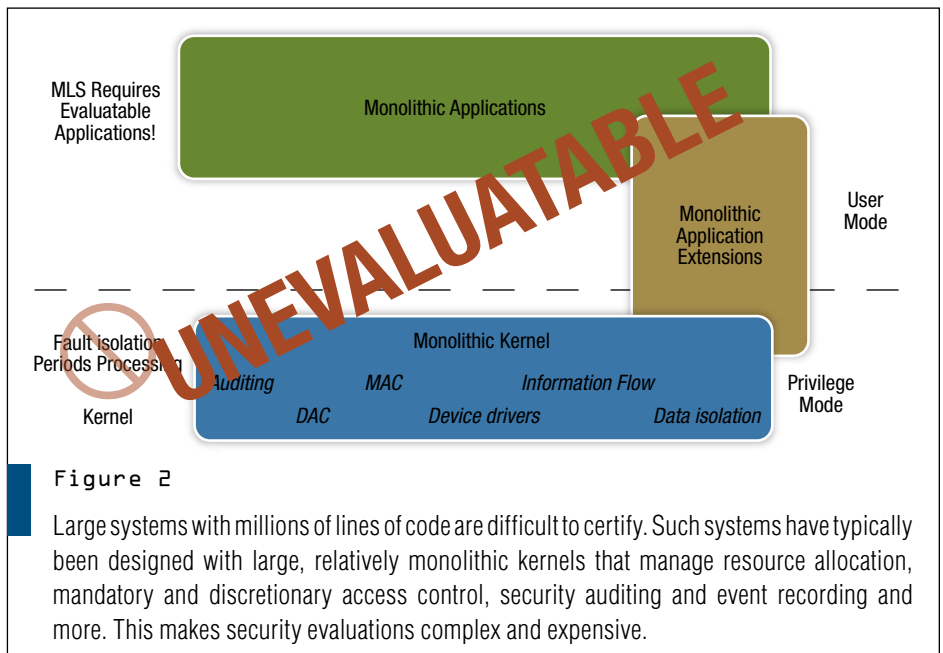 MLS Requires
Evaluatable
Applications!
Monolithic Applications
UNEVALUATABLE
Monolithic
Application
Extensions
User
Mode
Fault isolation
Periods Processing
Kernel
Monolithic Kernel
Auditing
MAC
Information Flow
DAC
Device drivers
Data isolation
Privilege
Mode
Figure 2
Large systems with millions of lines of code are difficult to certify. Such systems have typically
been designed with large, relatively monolithic kernels that manage resource allocation,
mandatory and discretionary access control, security auditing and event recording and
more. This makes security evaluations complex and expensive.